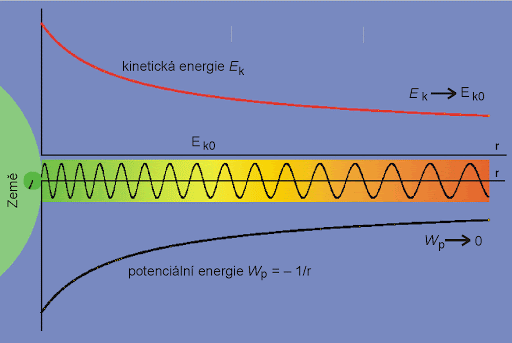 kinetická energie Ek
Ek → Ek0
Ek0
r
r
Země
Wp → 0
potenciální energie Wp = – 1/r